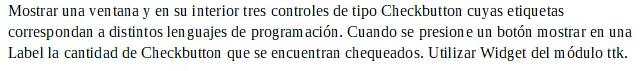 Mostrar una ventana y en su interior tres controles de tipo Checkbutton cuyas etiquetas
correspondan a distintos lenguajes de programación. Cuando se presione un botón mostrar en una
Label la cantidad de Checkbutton que se encuentran chequeados. Utilizar Widget del módulo ttk.